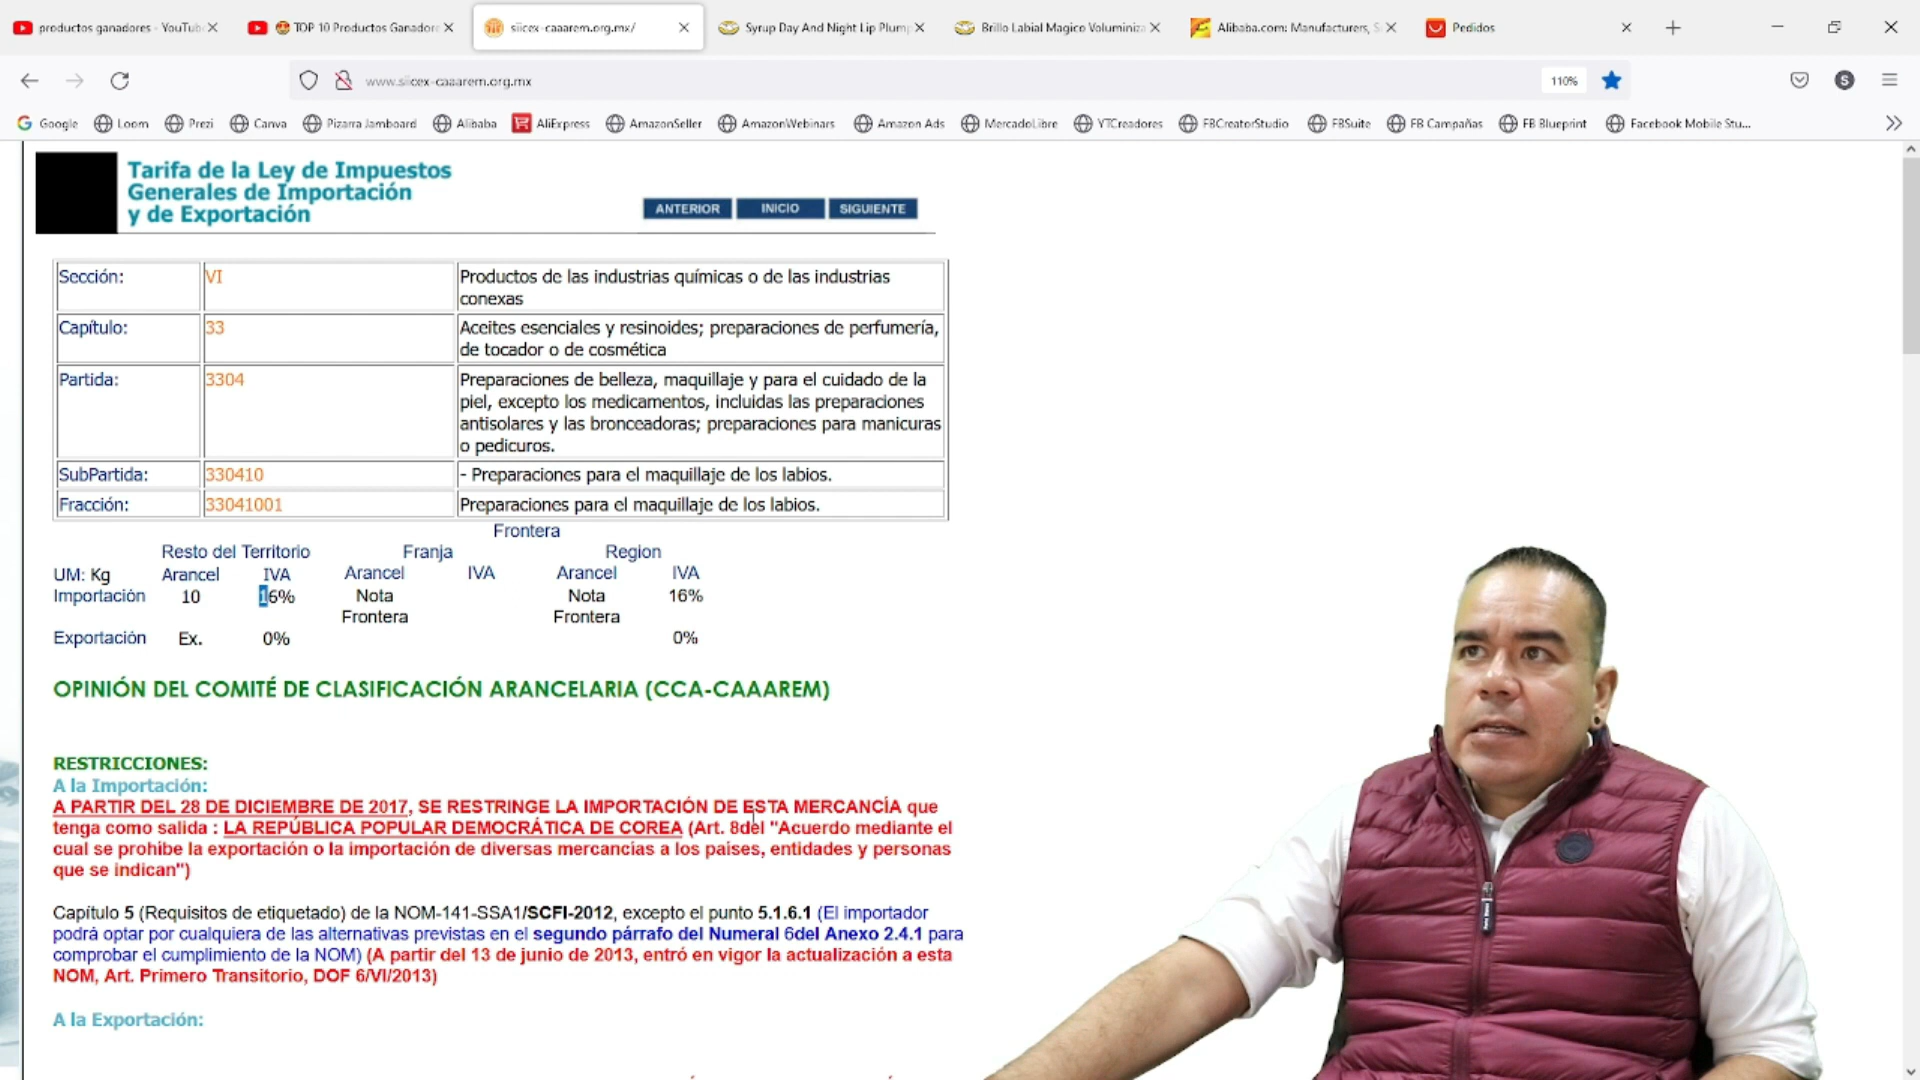 productos ganadores - YouTub
TOP 10 Productos Ganador
siicex-caaarem.org.mx/
Syrup Day And Night Lip Plump
Brillo Labial Magico Voluminiz
Alibaba.com: Manufacturers, S
Pedidos
www.siicex-caaarem.org.mx
110%
S
Google
Loom
Prezi
Canva
Pizarra Jamboard
Alibaba
AliExpress
AmazonSeller
AmazonWebinars
Amazon Ads
MercadoLibre
YTCreadores
FBCreatorStudio
FBSuite
FB Campañas
FB Blueprint
Facebook Mobile Stu...
Tarifa de la Ley de Impuestos
Generales de Importación
y de Exportación
ANTERIOR INICIO SIGUIENTE
Sección: VI Productos de las industrias químicas o de las industrias
conexas
Capítulo: 33 Aceites esenciales y resinoides; preparaciones de perfumería,
de tocador o de cosmética
Partida: 3304 Preparaciones de belleza, maquillaje y para el cuidado de la
piel, excepto los medicamentos, incluidas las preparaciones
antisolares y las bronceadoras; preparaciones para manicuras
o pedicuros.
SubPartida: 330410 - Preparaciones para el maquillaje de los labios.
Fracción: 33041001 Preparaciones para el maquillaje de los labios.
Frontera
Resto del Territorio Franja Region
UM: Kg Arancel IVA Arancel IVA Arancel IVA
Importación 10 16% Nota Nota 16%
Frontera Frontera
Exportación Ex. 0% 0%
OPINIÓN DEL COMITÉ DE CLASIFICACIÓN ARANCELARIA (CCA-CAAAREM)
RESTRICCIONES:
A la Importación:
A PARTIR DEL 28 DE DICIEMBRE DE 2017, SE RESTRINGE LA IMPORTACIÓN DE ESTA MERCANCÍA que
tenga como salida : LA REPÚBLICA POPULAR DEMOCRÁTICA DE COREA (Art. 8del "Acuerdo mediante el
cual se prohibe la exportación o la importación de diversas mercancías a los países, entidades y personas
que se indican")
Capítulo 5 (Requisitos de etiquetado) de la NOM-141-SSA1/SCFI-2012, excepto el punto 5.1.6.1 (El importador
podrá optar por cualquiera de las alternativas previstas en el segundo párrafo del Numeral 6del Anexo 2.4.1 para
comprobar el cumplimiento de la NOM) (A partir del 13 de junio de 2013, entró en vigor la actualización a esta
NOM, Art. Primero Transitorio, DOF 6/VI/2013)
A la Exportación: